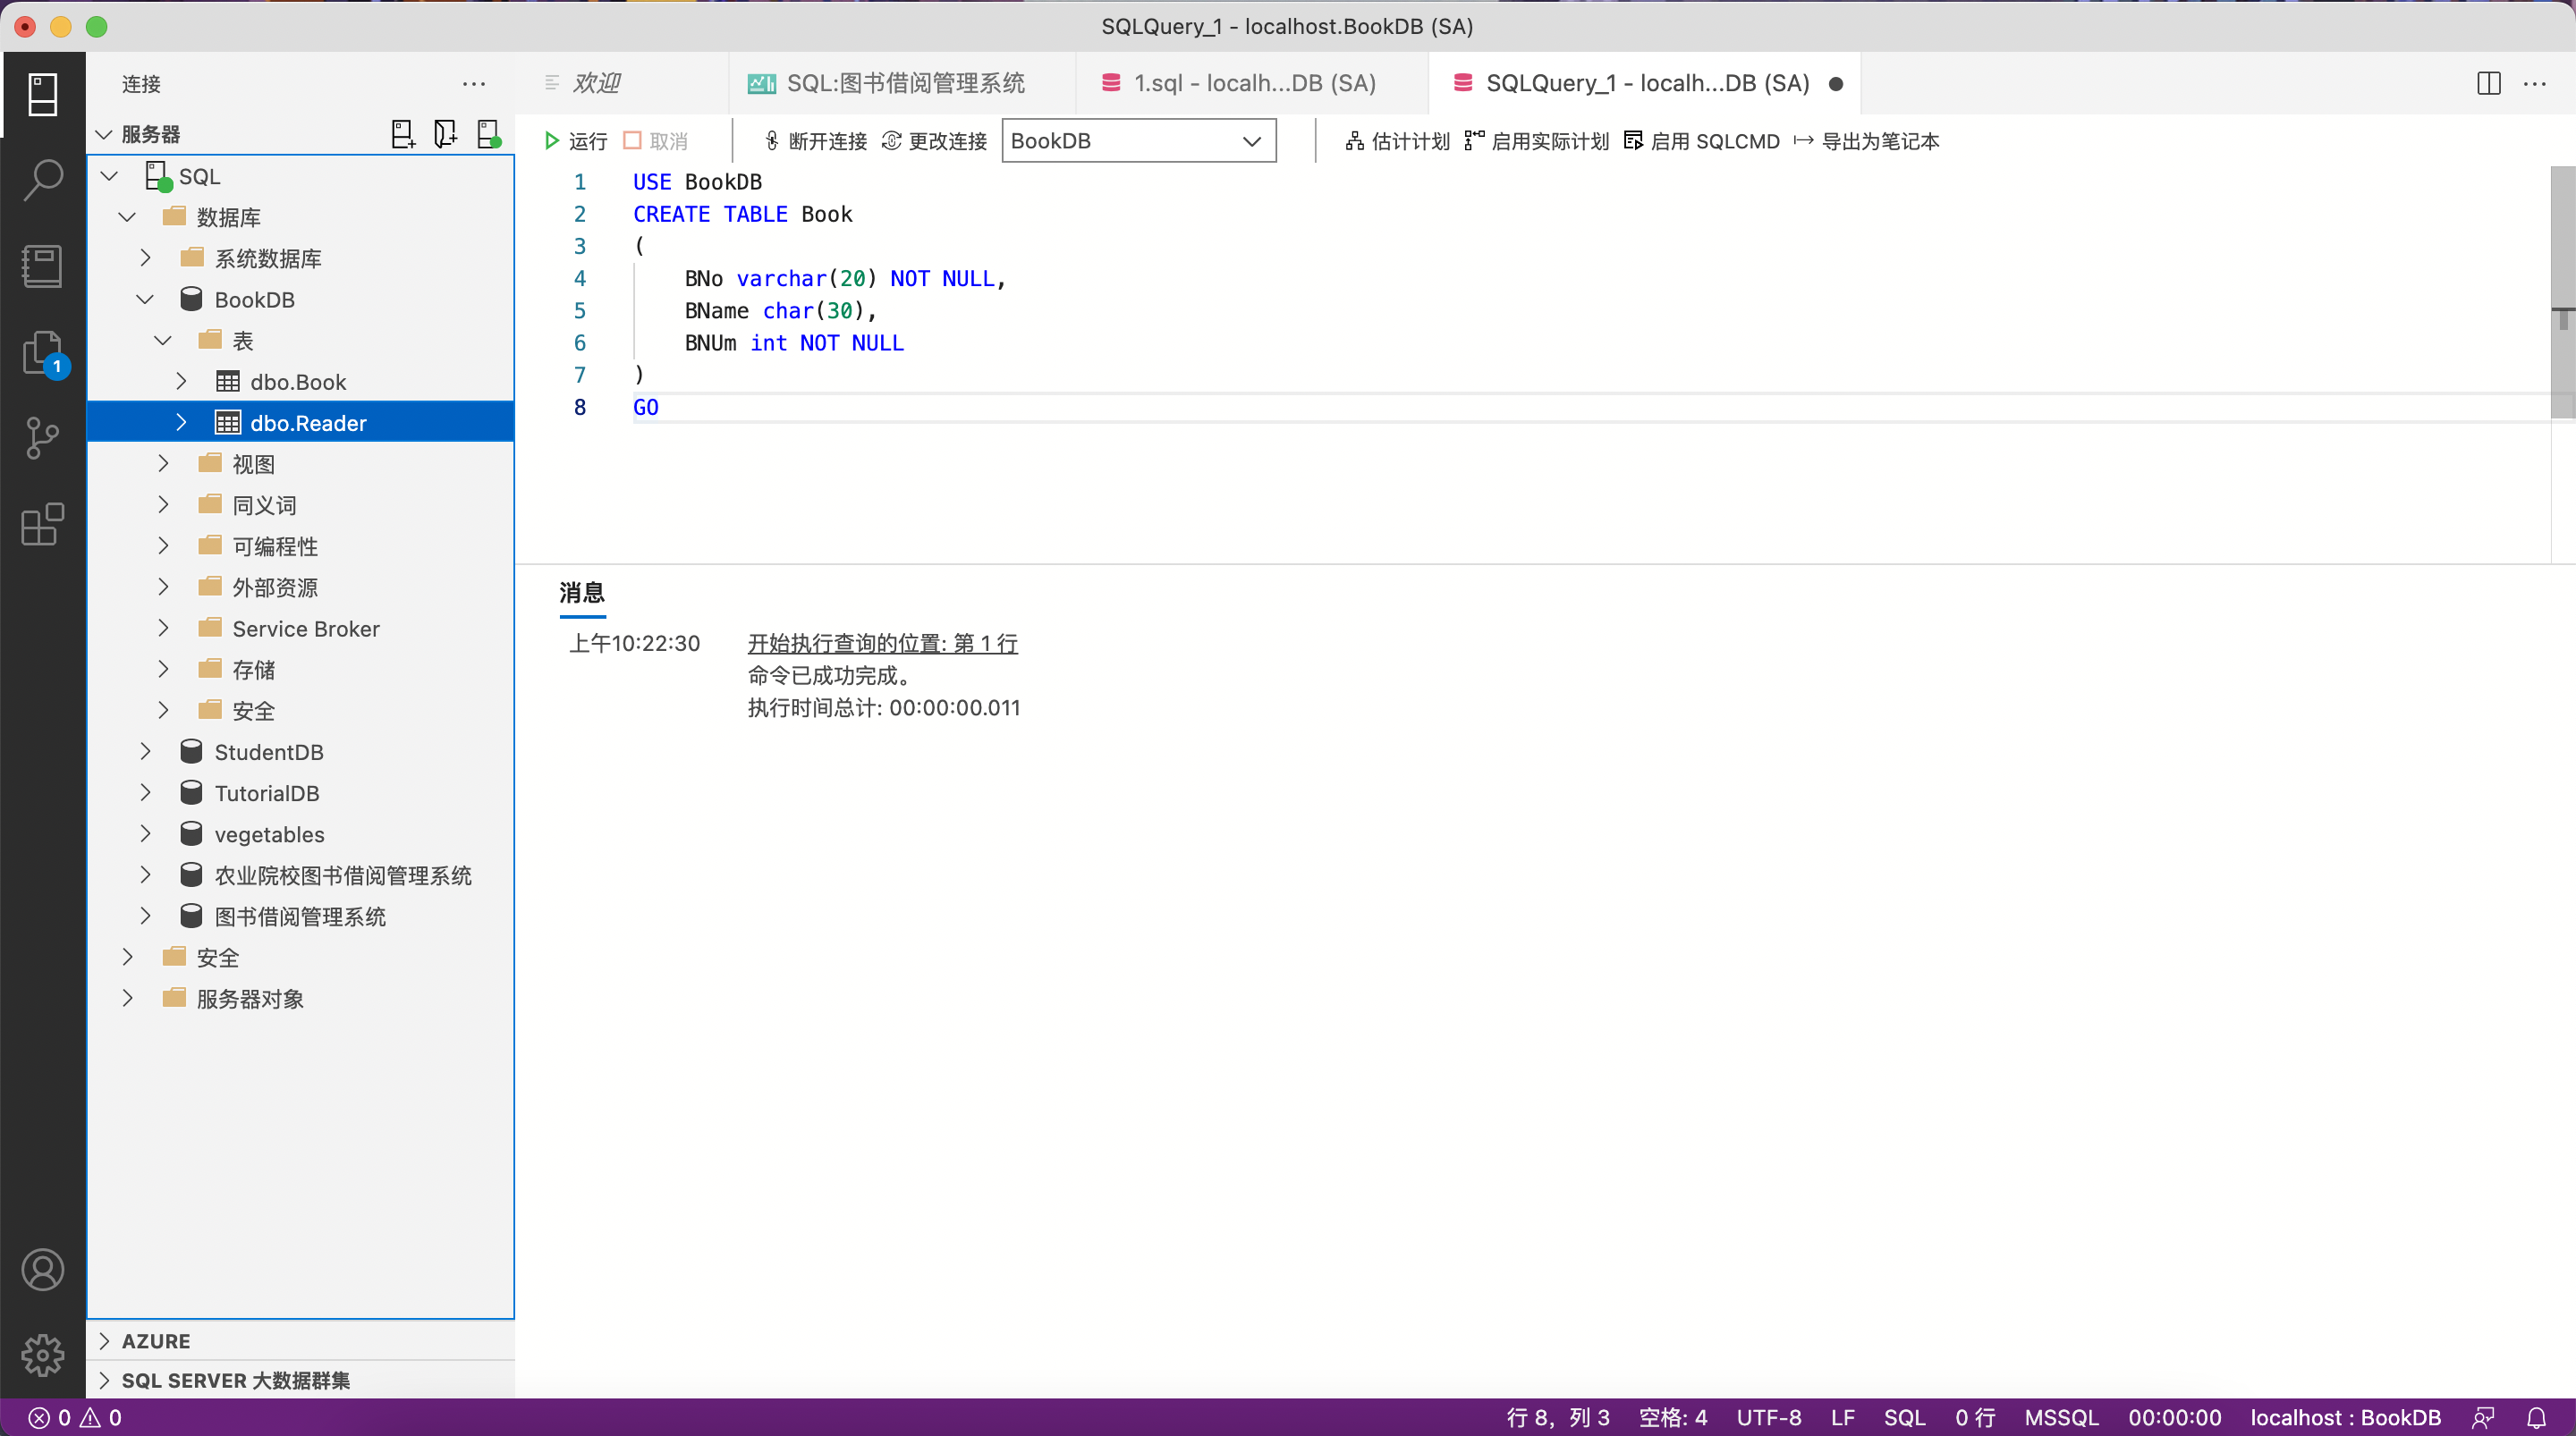 SQLQuery_1 - localhost.BookDB (SA)
连接
欢迎
SQL:图书借阅管理系统
1.sql - localh...DB (SA)
SQLQuery_1 - localh...DB (SA)
服务器
运行
取消
断开连接
更改连接
BookDB
估计计划
启用实际计划
启用 SQLCMD
导出为笔记本
SQL
数据库
系统数据库
BookDB
表
dbo.Book
dbo.Reader
视图
同义词
可编程性
外部资源
Service Broker
存储
安全
StudentDB
TutorialDB
vegetables
农业院校图书借阅管理系统
图书借阅管理系统
安全
服务器对象
AZURE
SQL SERVER 大数据群集
1
1 USE BookDB
2 CREATE TABLE Book
3 (
4 BNo varchar(20) NOT NULL,
5 BName char(30),
6 BNUm int NOT NULL
7 )
8 GO
消息
上午10:22:30 开始执行查询的位置: 第 1 行
命令已成功完成。
执行时间总计: 00:00:00.011
0 0
行 8，列 3 空格: 4 UTF-8 LF SQL 0 行 MSSQL 00:00:00 localhost : BookDB